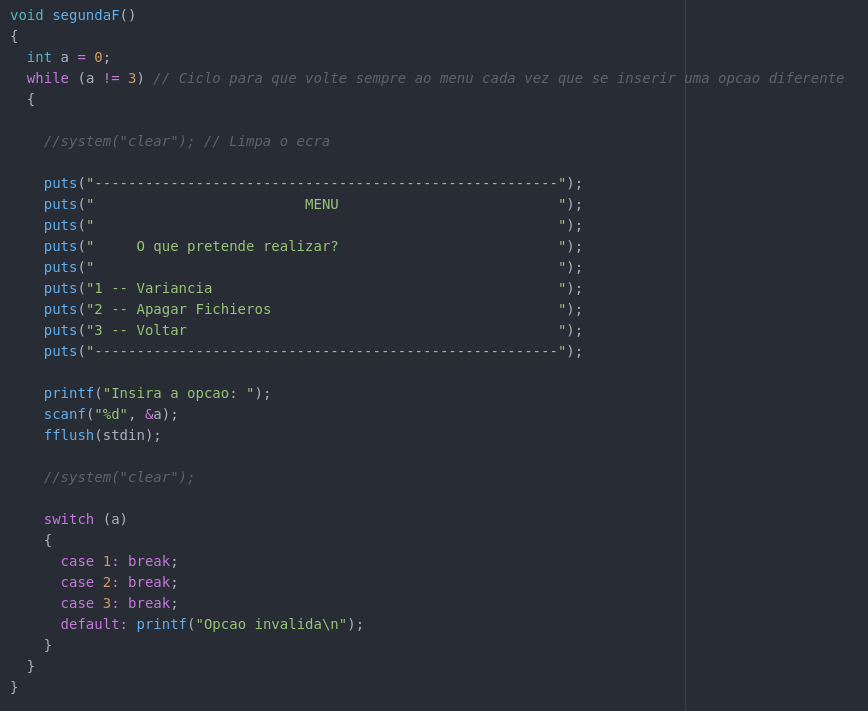 void segundaF()
{
  int a = 0;
  while (a != 3) // Ciclo para que volte sempre ao menu cada vez que se inserir uma opcao diferente
  {

    //system("clear"); // Limpa o ecra

    puts("-------------------------------------------------------");
    puts("                         MENU                          ");
    puts("                                                       ");
    puts("     O que pretende realizar?                          ");
    puts("                                                       ");
    puts("1 -- Variancia                                         ");
    puts("2 -- Apagar Fichieros                                  ");
    puts("3 -- Voltar                                            ");
    puts("-------------------------------------------------------");

    printf("Insira a opcao: ");
    scanf("%d", &a);
    fflush(stdin);

    //system("clear");

    switch (a)
    {
      case 1: break;
      case 2: break;
      case 3: break;
      default: printf("Opcao invalida\n");
    }
  }
}